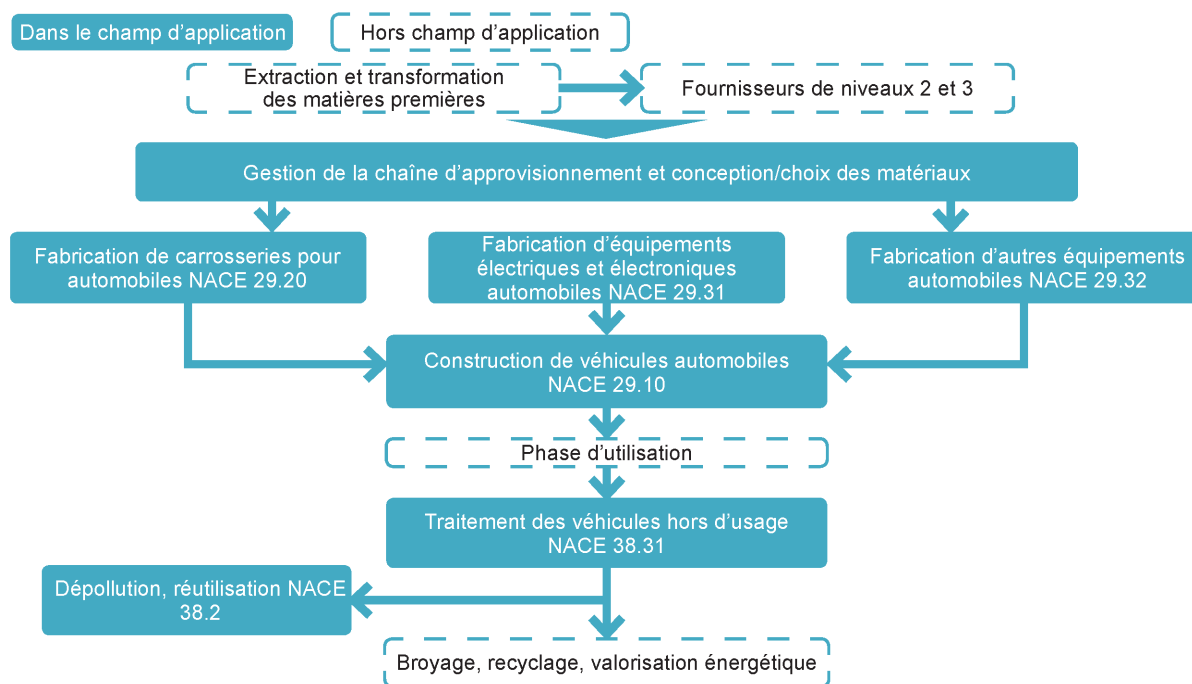 Dans le champ d'application
Hors champ d'application
Extraction et transformation
des matières premières
Fournisseurs de niveaux 2 et 3
Gestion de la chaîne d'approvisionnement et conception/choix des matériaux
Fabrication de carrosseries pour
automobiles NACE 29.20
Fabrication d'équipements
électriques et électroniques
automobiles NACE 29.31
Fabrication d'autres équipements
automobiles NACE 29.32
Construction de véhicules automobiles
NACE 29.10
Phase d'utilisation
Traitement des véhicules hors d'usage
NACE 38.31
Dépollution, réutilisation NACE
38.2
Broyage, recyclage, valorisation énergétique